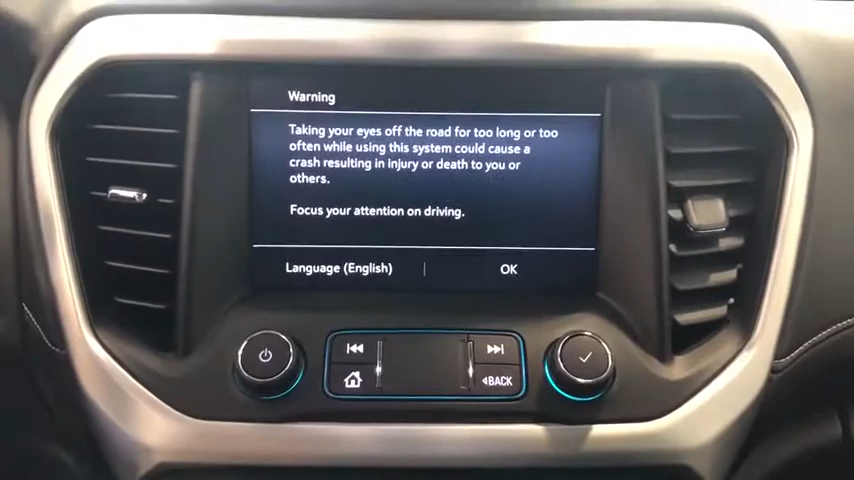 Warning
Taking your eyes off the road for too long or too
often while using this system could cause a
crash resulting in injury or death to you or
others.
Focus your attention on driving.
Language (English) OK
BACK